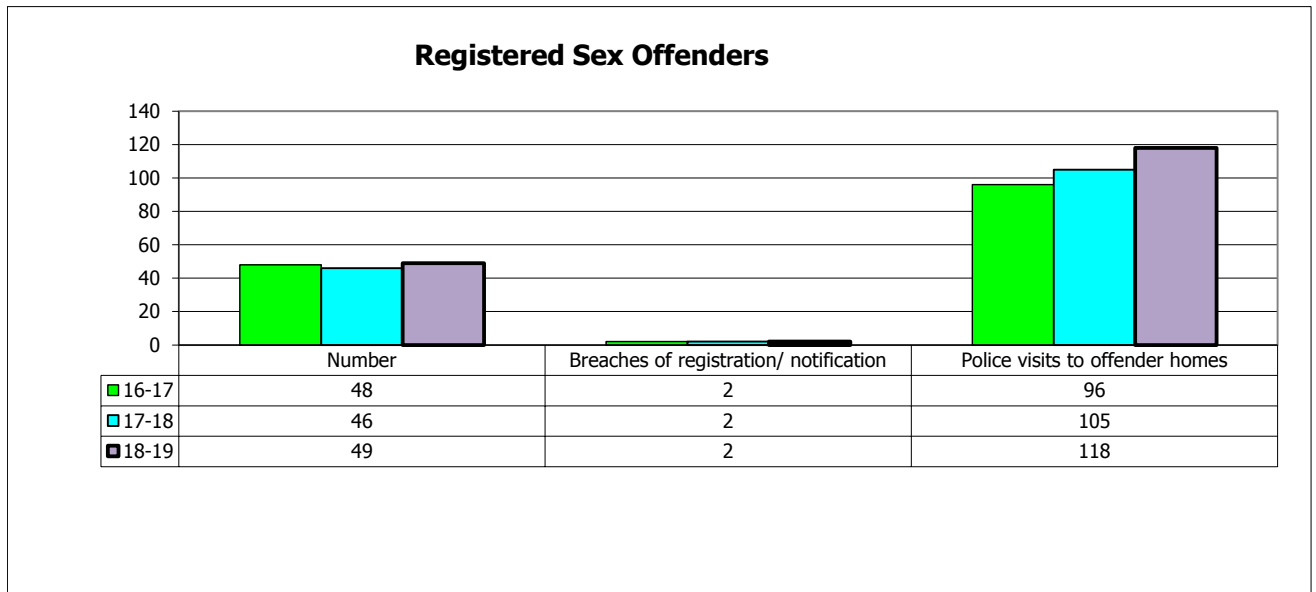 Registered Sex Offenders
140
120
100
80
60
40
20
0
Number Breaches of registration/ notification Police visits to offender homes
16-17 48 2 96
17-18 46 2 105
18-19 49 2 118